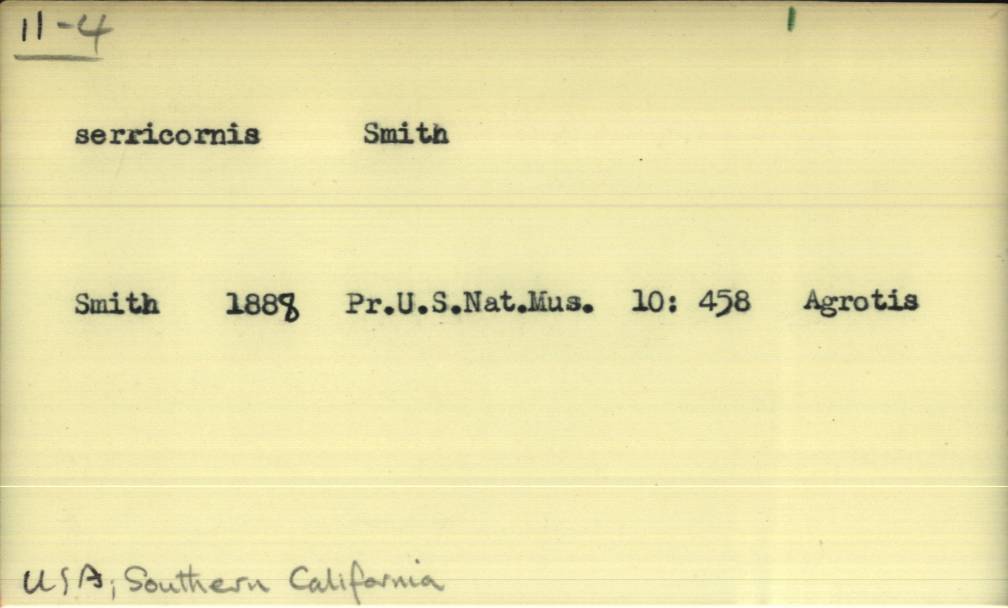 11-4
serricornis Smith
Smith 1888 Pr.U.S.Nat.Mus. 10: 458 Agrotis
USA, Southern California